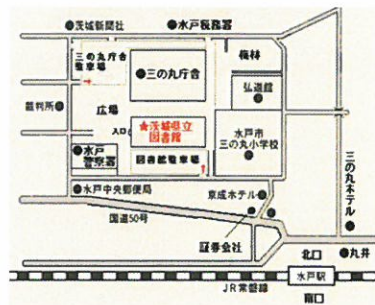 ●茨城新聞社
●水戸税務署
三の丸庁舎
駐車場
●三の丸庁舎
梅林
弘道館
●
裁判所●
広場
入口
★茨城県立
図書館
水戸市
●三の丸小学校
●水戸
警察署
図書館駐車場
三の丸ホテル●
●水戸中央郵便局
京成ホテル●
国道50号
証券会社
北口
●丸井
水戸駅
JR常磐線
南口